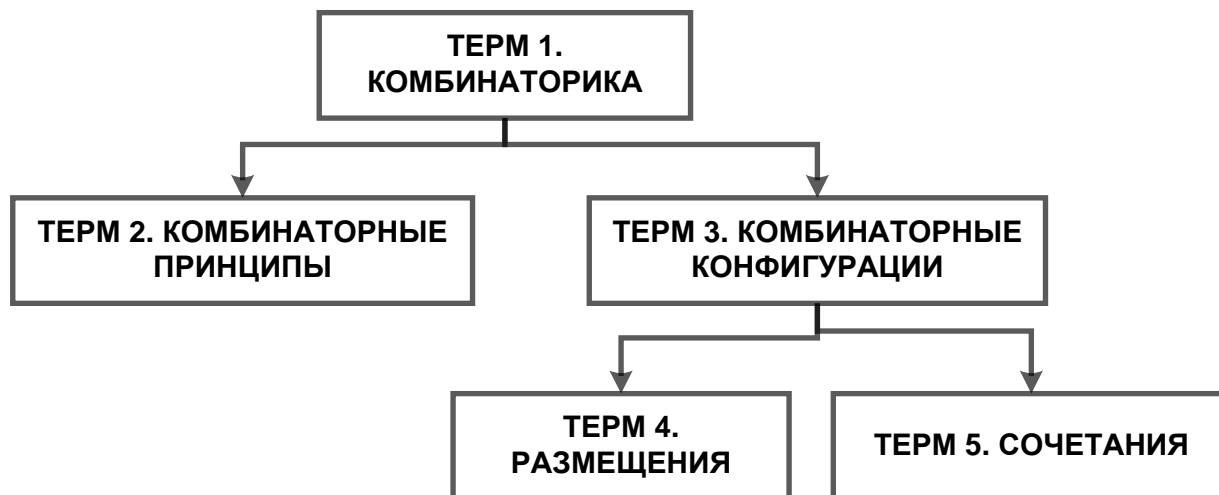 ТЕРМ 1.
КОМБИНАТОРИКА
ТЕРМ 2. КОМБИНАТОРНЫЕ
ПРИНЦИПЫ
ТЕРМ 3. КОМБИНАТОРНЫЕ
КОНФИГУРАЦИИ
ТЕРМ 4.
РАЗМЕЩЕНИЯ
ТЕРМ 5. СОЧЕТАНИЯ